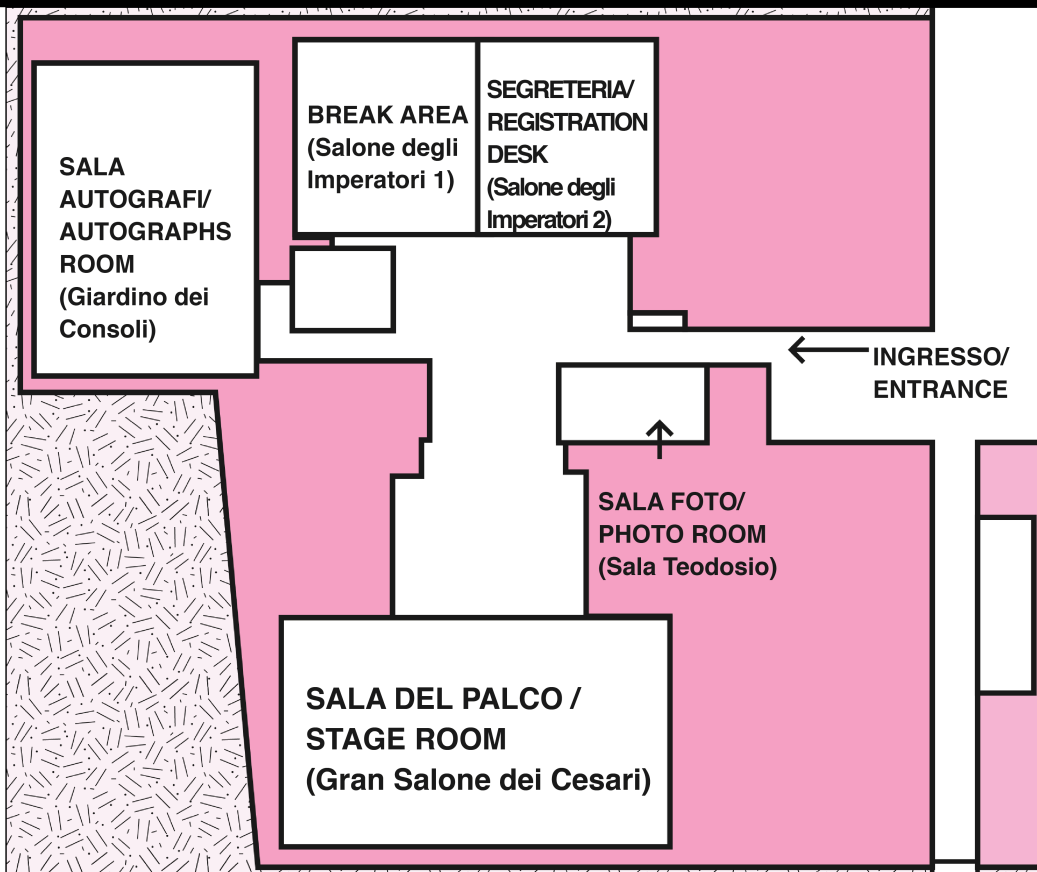 BREAK AREA
(Salone degli
Imperatori 1)
SEGRETERIA/
REGISTRATION
DESK
(Salone degli
Imperatori 2)
SALA
AUTOGRAFI/
AUTOGRAPHS
ROOM
(Giardino dei
Consoli)
INGRESSO/
ENTRANCE
SALA FOTO/
PHOTO ROOM
(Sala Teodosio)
SALA DEL PALCO /
STAGE ROOM
(Gran Salone dei Cesari)